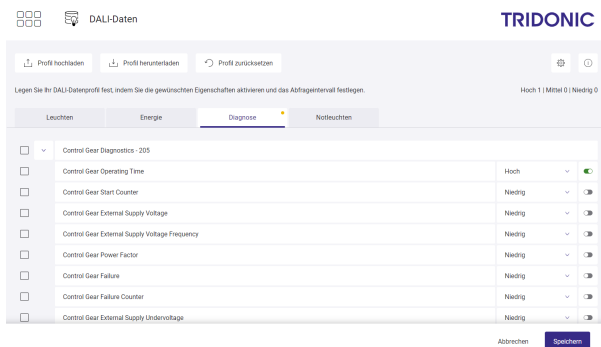 DALI-Daten
TRIDONIC
Profil hochladen Profil herunterladen Profil zurücksetzen
Legen Sie Ihr DALI-Datenprofil fest, indem Sie die gewünschten Eigenschaften aktivieren und das Abfrageintervall festlegen.
Hoch 1 | Mittel 0 | Niedrig 0
Leuchten Energie Diagnose Notleuchten
Control Gear Diagnostics - 205
Control Gear Operating Time Hoch
Control Gear Start Counter Niedrig
Control Gear External Supply Voltage Niedrig
Control Gear External Supply Voltage Frequency Niedrig
Control Gear Power Factor Niedrig
Control Gear Failure Niedrig
Control Gear Failure Counter Niedrig
Control Gear External Supply Undervoltage Niedrig
Abbrechen Speichern